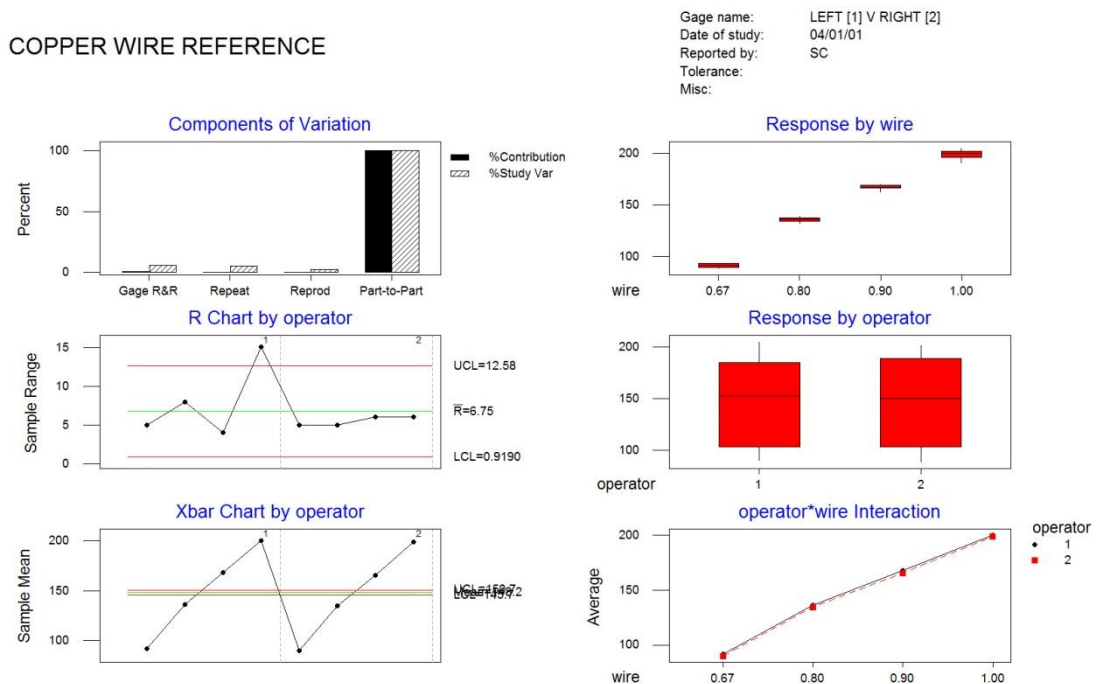 COPPER WIRE REFERENCE
Gage name: LEFT [1] V RIGHT [2]
Date of study: 04/01/01
Reported by: SC
Tolerance:
Misc:
Components of Variation
Percent
100
50
0
Gage R&R Repeat Reprod Part-to-Part
%Contribution
%Study Var
Response by wire
200
150
100
wire 0.67 0.80 0.90 1.00
R Chart by operator
Sample Range
15
10
5
0
1 2
UCL=12.58
R=6.75
LCL=0.9190
Response by operator
200
150
100
operator 1 2
Xbar Chart by operator
Sample Mean
200
150
100
1 2
operator*wire Interaction
Average
200
150
100
wire 0.67 0.80 0.90 1.00
operator
1
2